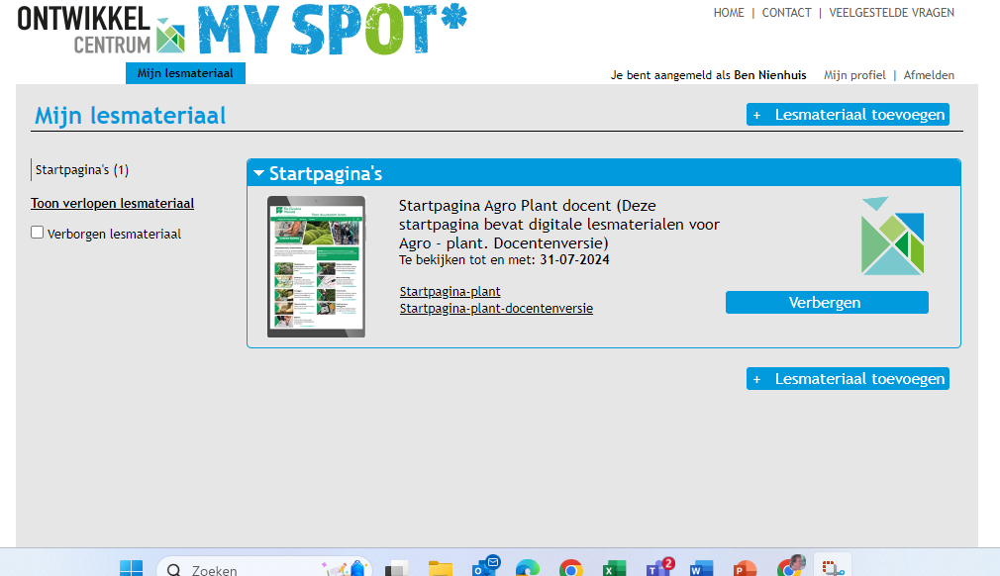 ONTWIKKEL
CENTRUM
MY SPOT*
HOME | CONTACT | VEELGESTELDE VRAGEN
Mijn lesmateriaal
Je bent aangemeld als Ben Nienhuis Mijn profiel | Afmelden
Mijn lesmateriaal
+ Lesmateriaal toevoegen
Startpagina's (1)
Toon verlopen lesmateriaal
Verborgen lesmateriaal
Startpagina's
Startpagina Agro Plant docent (Deze
startpagina bevat digitale lesmaterialen voor
Agro - plant. Docentenversie)
Te bekijken tot en met: 31-07-2024
Startpagina-plant
Startpagina-plant-docentenversie
Verbergen
+ Lesmateriaal toevoegen
Zoeken
2